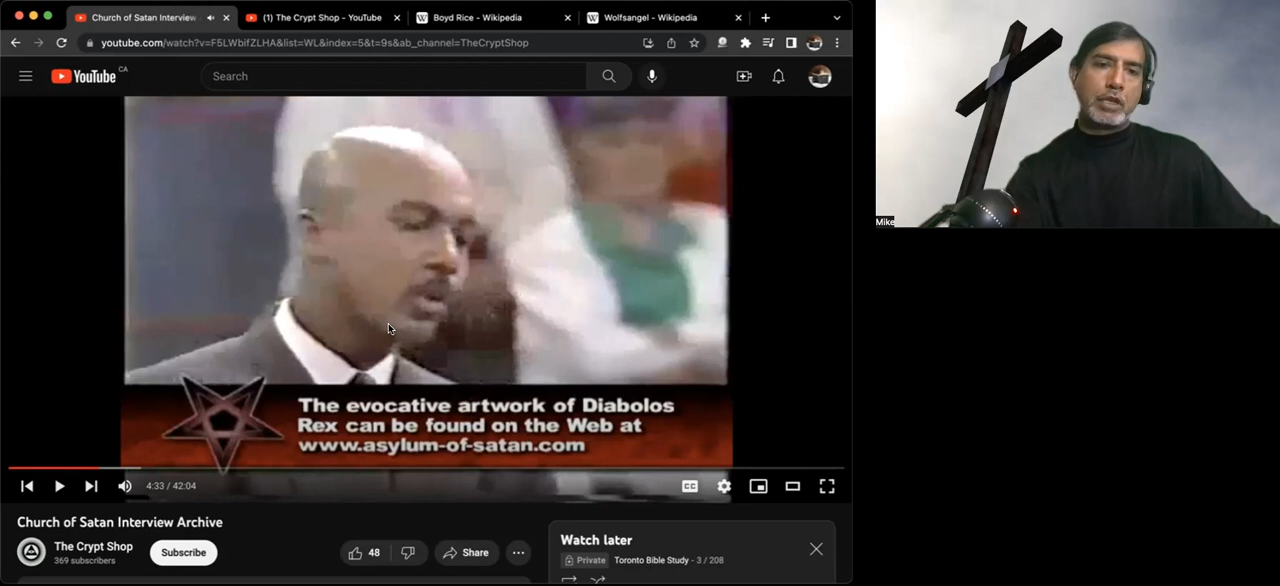 Church of Satan Interview
(1) The Crypt Shop - YouTube
Boyd Rice - Wikipedia
Wolfsangel - Wikipedia
youtube.com/watch?v=F5LWbifZLHA&list=WL&index=5&t=9s&ab_channel=TheCryptShop
YouTube CA
Search
The evocative artwork of Diabolos
Rex can be found on the Web at
www.asylum-of-satan.com
4:33 / 42:04
CC
Church of Satan Interview Archive
The Crypt Shop
369 subscribers
Subscribe
48
Share
Watch later
Private
Toronto Bible Study - 3 / 208
Mike